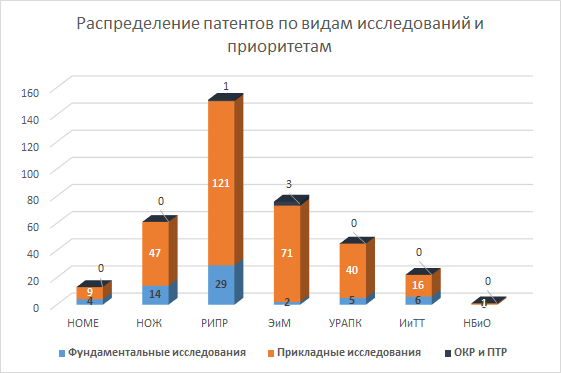 Распределение патентов по видам исследований и
приоритетам
160
140
120
100
80
60
40
20
0
0
9
4
0
47
14
1
121
29
3
71
2
0
40
5
0
16
6
0
1
НОМЕ
НОЖ
РИПР
ЭиМ
УРАПК
ИиТТ
НБиО
Фундаментальные исследования
Прикладные исследования
ОКР и ПТР